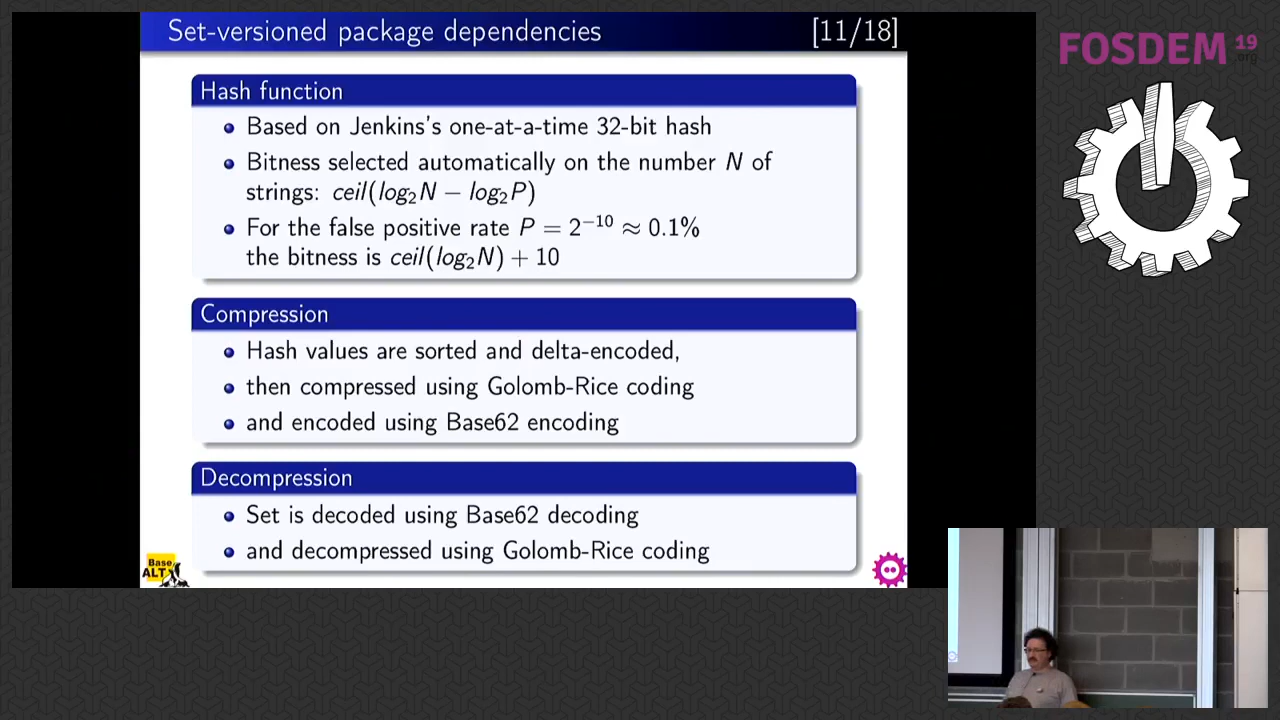 Set-versioned package dependencies [11/18]
FOSDEM 19
.org
Hash function
Based on Jenkins's one-at-a-time 32-bit hash
Bitness selected automatically on the number N of
strings: ceil(log₂N − log₂P)
For the false positive rate P = 2⁻¹⁰ ≈ 0.1%
the bitness is ceil(log₂N) + 10
Compression
Hash values are sorted and delta-encoded,
then compressed using Golomb-Rice coding
and encoded using Base62 encoding
Decompression
Set is decoded using Base62 decoding
and decompressed using Golomb-Rice coding
Base
ALT